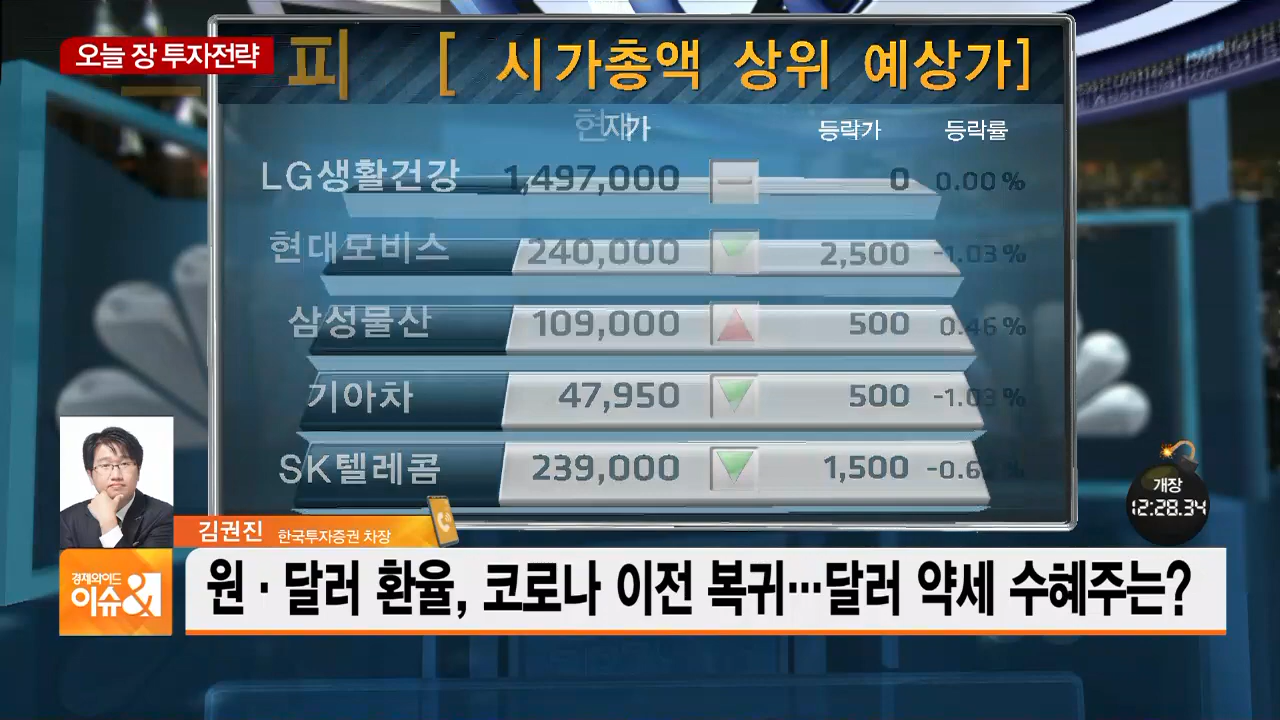 오늘 장 투자전략
피 [ 시가총액 상위 예상가]
현재가 등락가 등락률
LG생활건강 1,497,000 0 0.00%
현대모비스 240,000 2,500 -1.03%
삼성물산 109,000 500 0.46%
기아차 47,950 500 -1.03%
SK텔레콤 239,000 1,500
개장
12:28.34
김권진 한국투자증권 차장
경제와이드
이슈&
원·달러 환율, 코로나 이전 복귀…달러 약세 수혜주는?